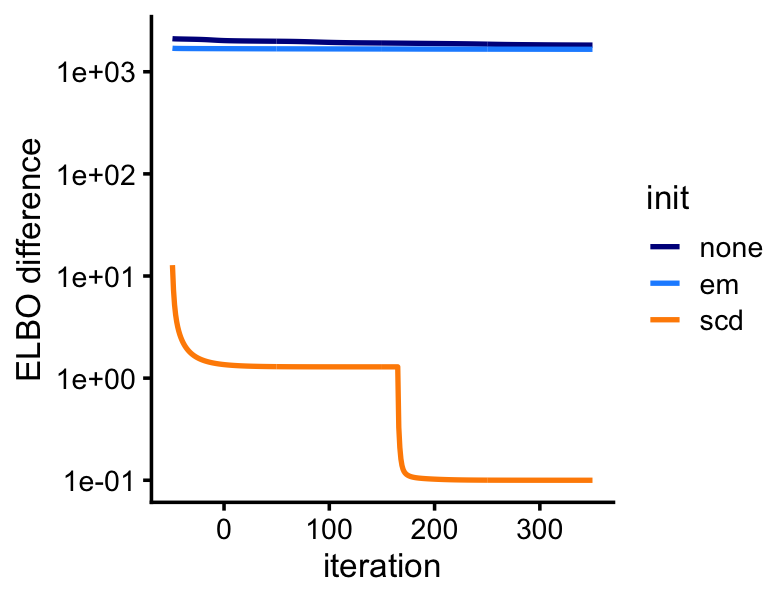 ELBO difference
1e+03
1e+02
1e+01
1e+00
1e-01
0 100 200 300
iteration
init
none
em
scd